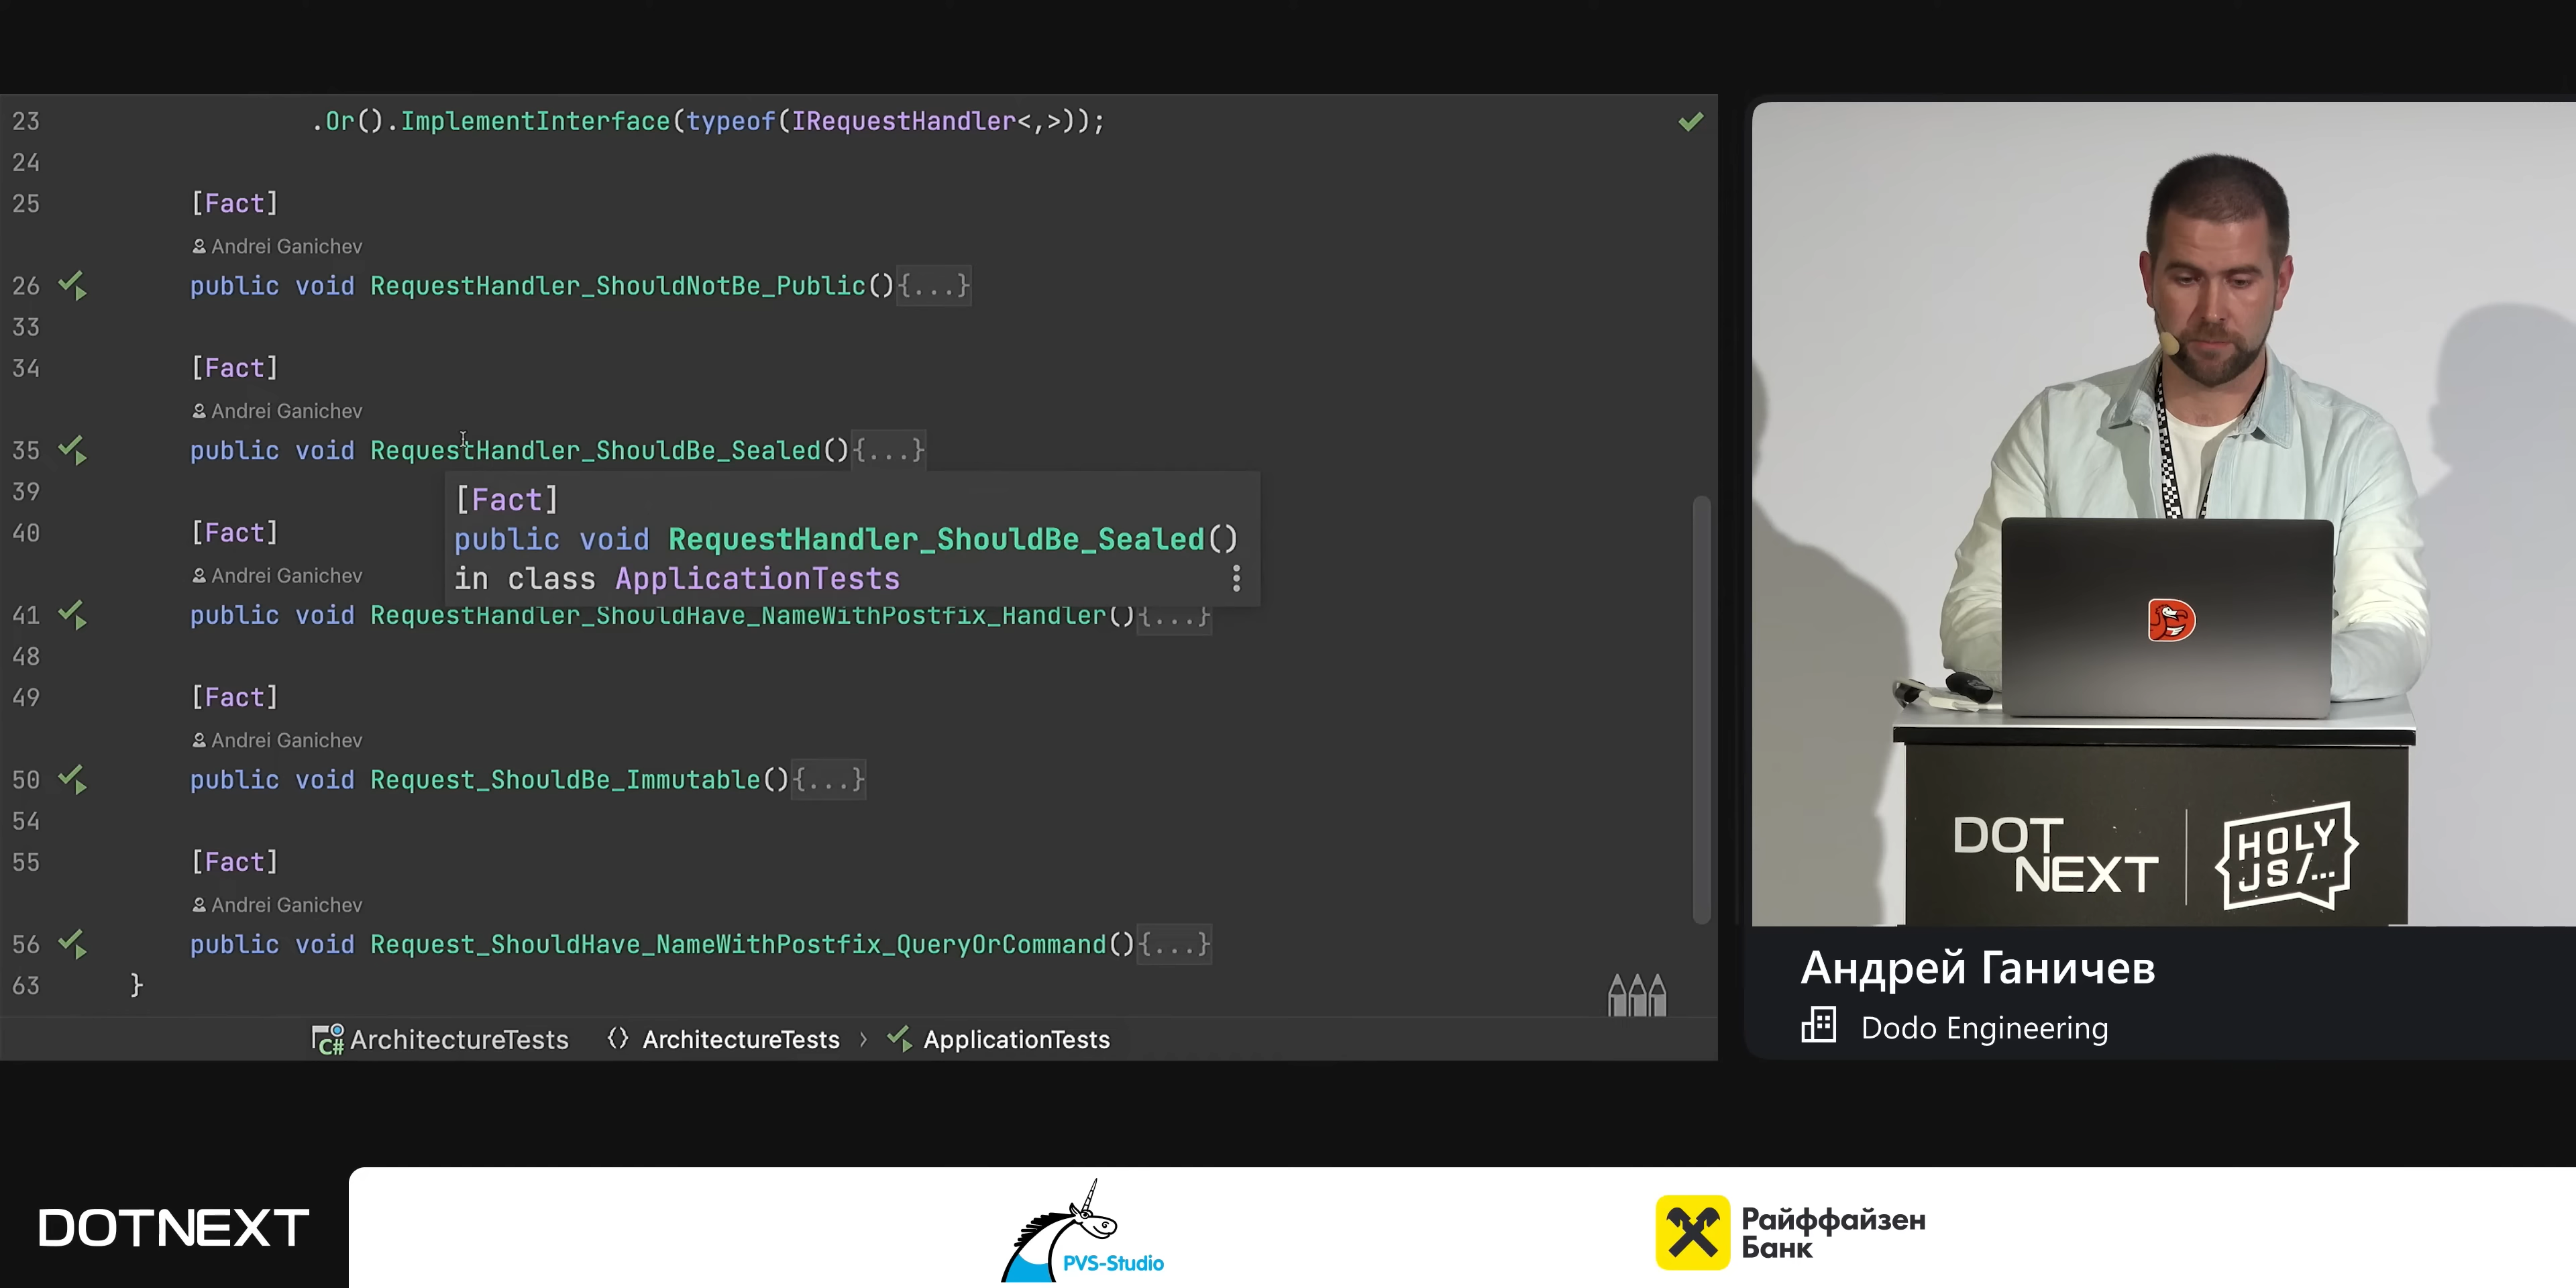 23 .Or().ImplementInterface(typeof(IRequestHandler<,>));
24
25 [Fact]
Andrei Ganichev
26 public void RequestHandler_ShouldNotBe_Public(){...}
33
34 [Fact]
Andrei Ganichev
35 public void RequestHandler_ShouldBe_Sealed(){...}
39
[Fact]
public void RequestHandler_ShouldBe_Sealed()
in class ApplicationTests
40 [Fact]
Andrei Ganichev
41 public void RequestHandler_ShouldHave_NameWithPostfix_Handler(){...}
48
49 [Fact]
Andrei Ganichev
50 public void Request_ShouldBe_Immutable(){...}
54
55 [Fact]
Andrei Ganichev
56 public void Request_ShouldHave_NameWithPostfix_QueryOrCommand(){...}
63 }
C# ArchitectureTests {} ArchitectureTests > ApplicationTests
DOT
NEXT
HOLY
JS/...
Андрей Ганичев
Dodo Engineering
DOTNEXT
PVS-Studio
Райффайзен
Банк